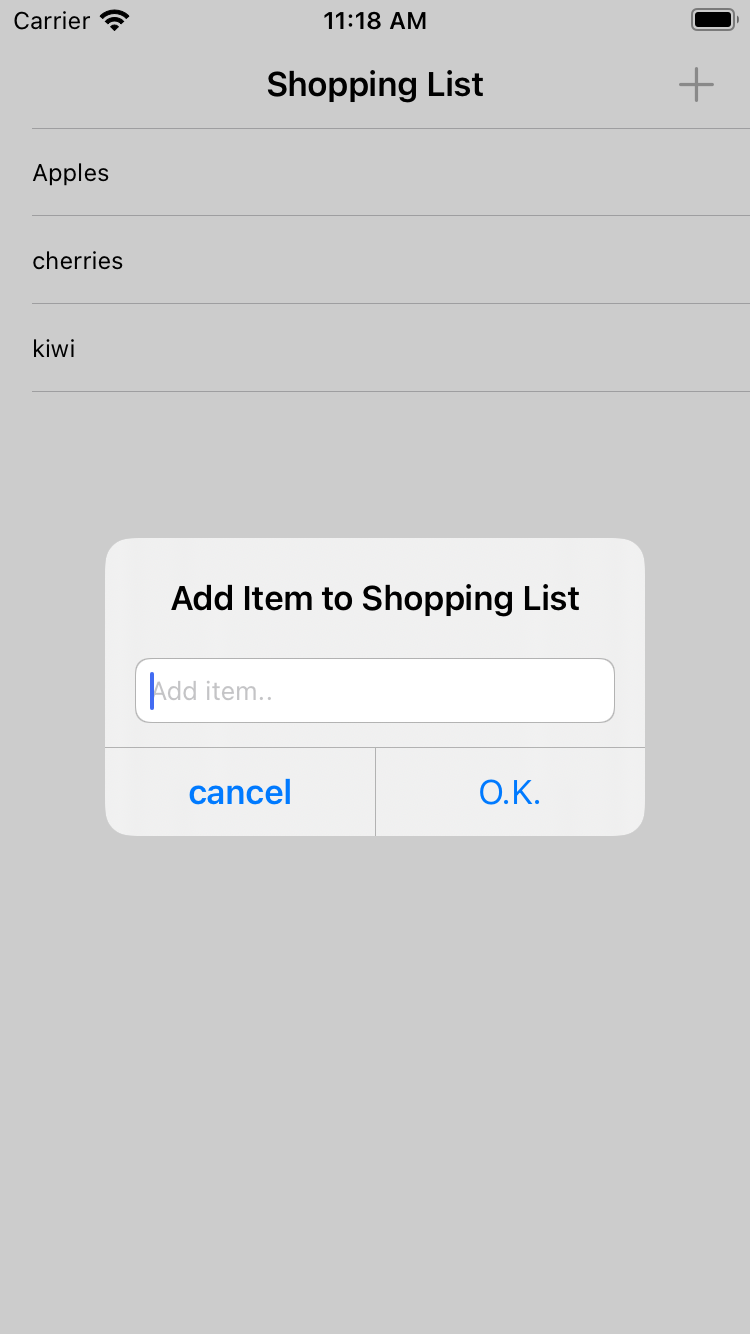 Carrier 11:18 AM
Shopping List
Apples
cherries
kiwi
Add Item to Shopping List
Add item..
cancel O.K.